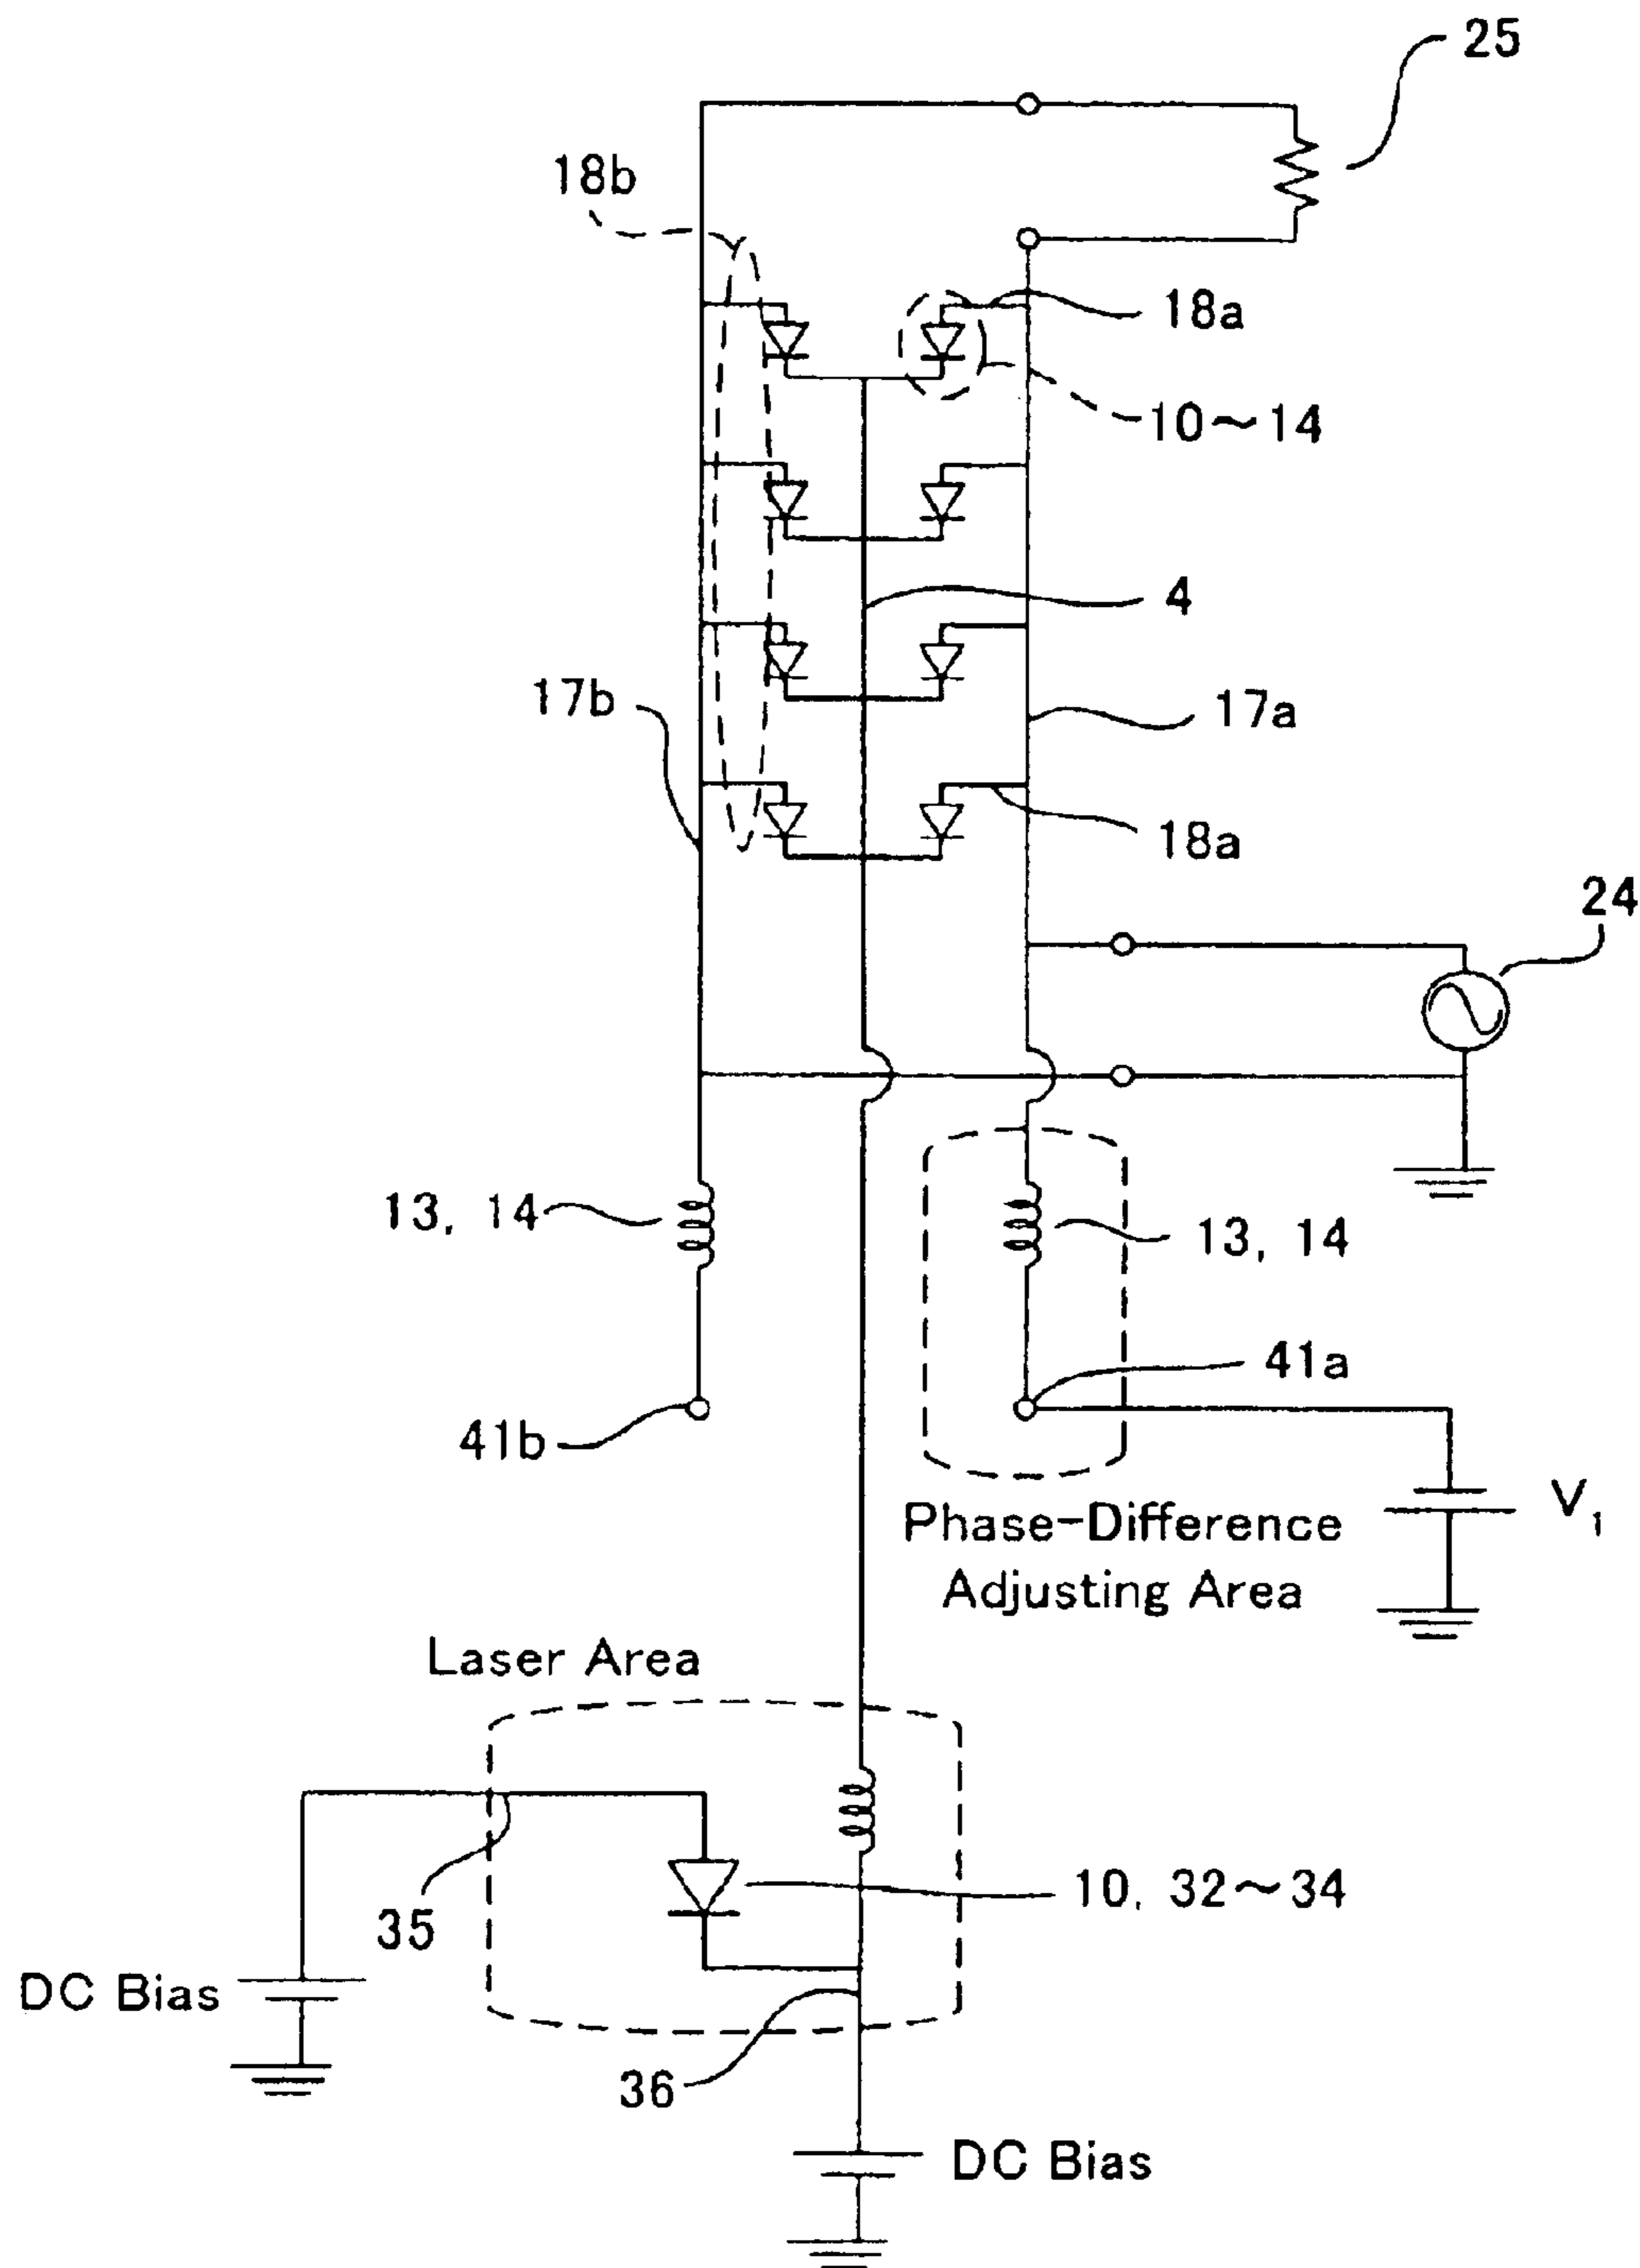 25
18b
18a
10~14
4
17b
17a
18a
24
13, 14
13, 14
41a
41b
V1
Phase-Difference
Adjusting Area
Laser Area
10, 32~34
35
DC Bias
36
DC Bias